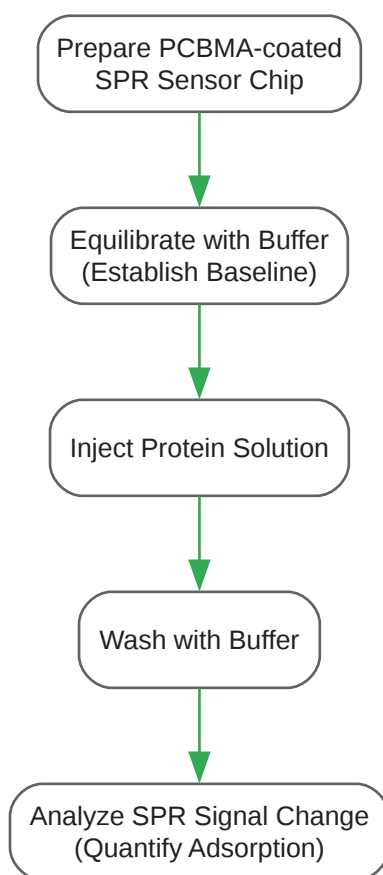 Prepare PCBMA-coated
SPR Sensor Chip
Equilibrate with Buffer
(Establish Baseline)
Inject Protein Solution
Wash with Buffer
Analyze SPR Signal Change
(Quantify Adsorption)